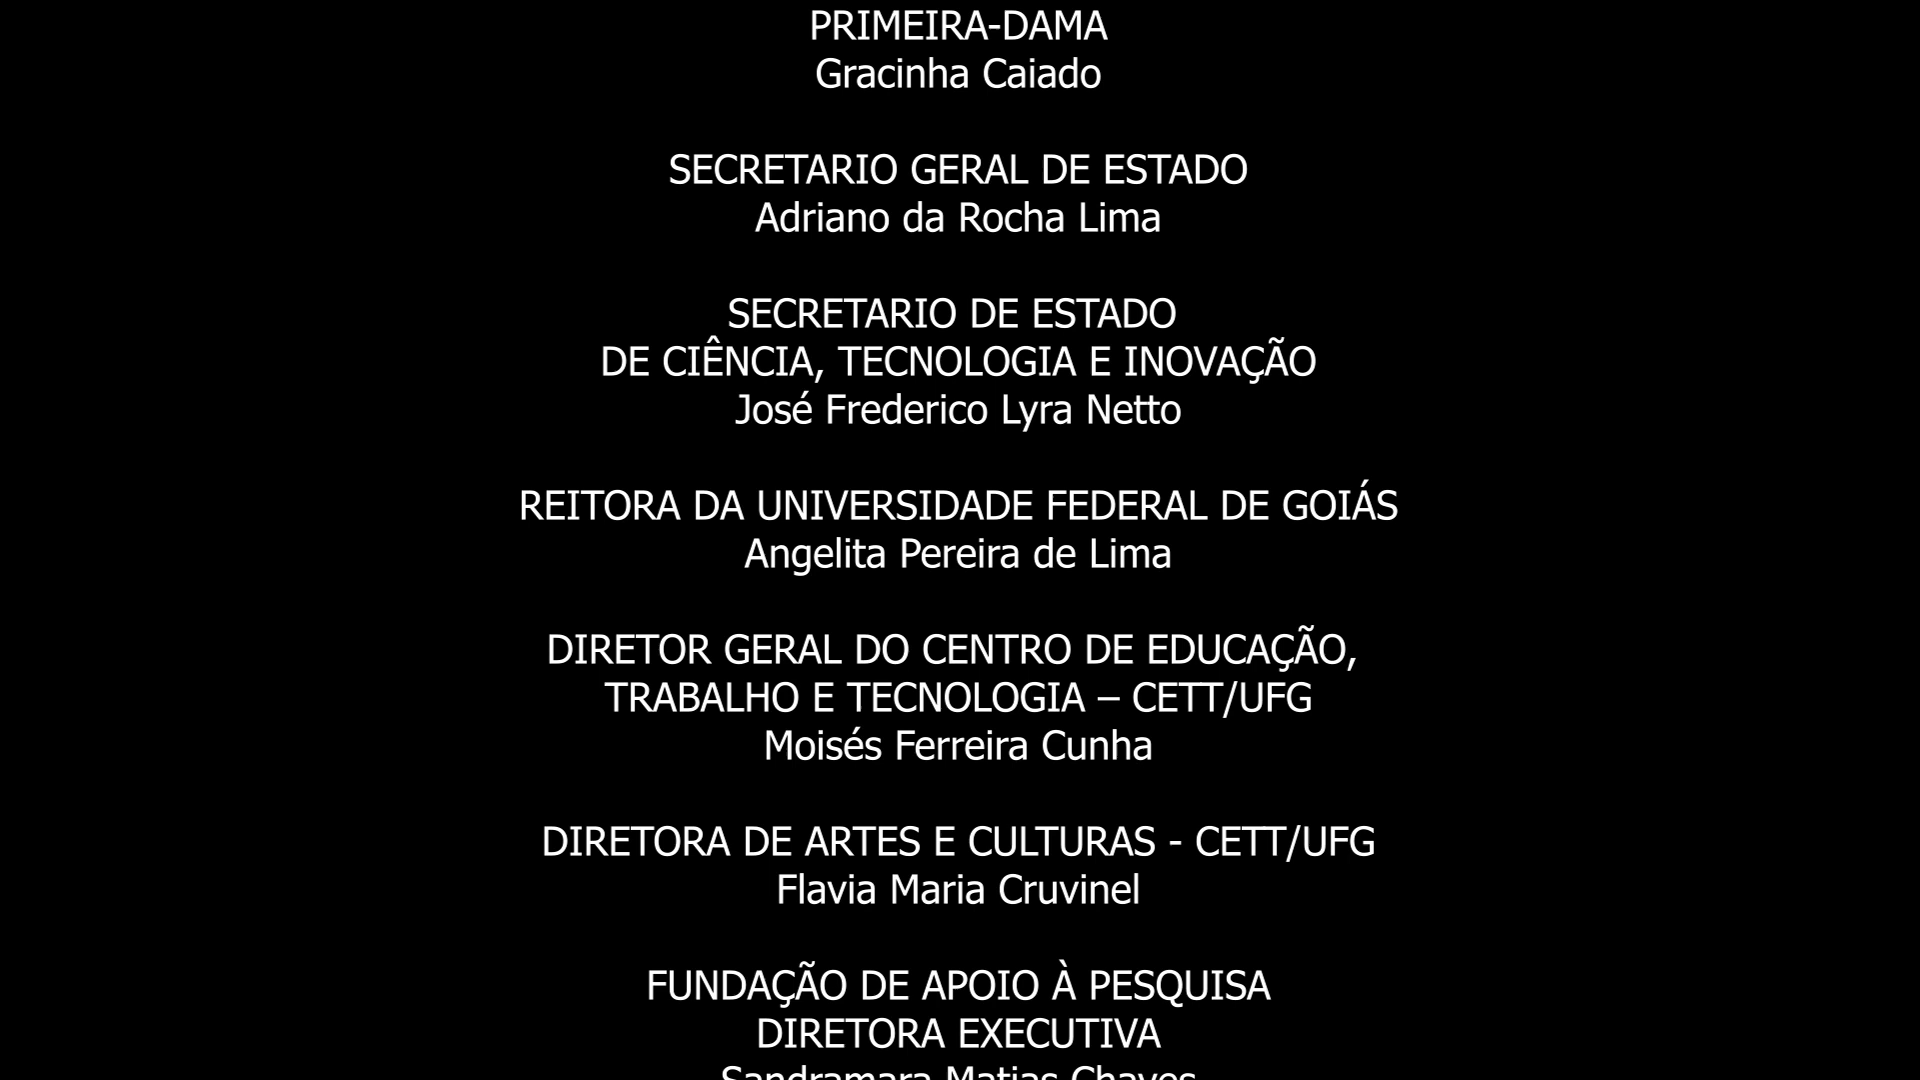 PRIMEIRA-DAMA
Gracinha Caiado
SECRETARIO GERAL DE ESTADO
Adriano da Rocha Lima
SECRETARIO DE ESTADO
DE CIÊNCIA, TECNOLOGIA E INOVAÇÃO
José Frederico Lyra Netto
REITORA DA UNIVERSIDADE FEDERAL DE GOIÁS
Angelita Pereira de Lima
DIRETOR GERAL DO CENTRO DE EDUCAÇÃO,
TRABALHO E TECNOLOGIA – CETT/UFG
Moisés Ferreira Cunha
DIRETORA DE ARTES E CULTURAS - CETT/UFG
Flavia Maria Cruvinel
FUNDAÇÃO DE APOIO À PESQUISA
DIRETORA EXECUTIVA
Sandramara Matias Chaves